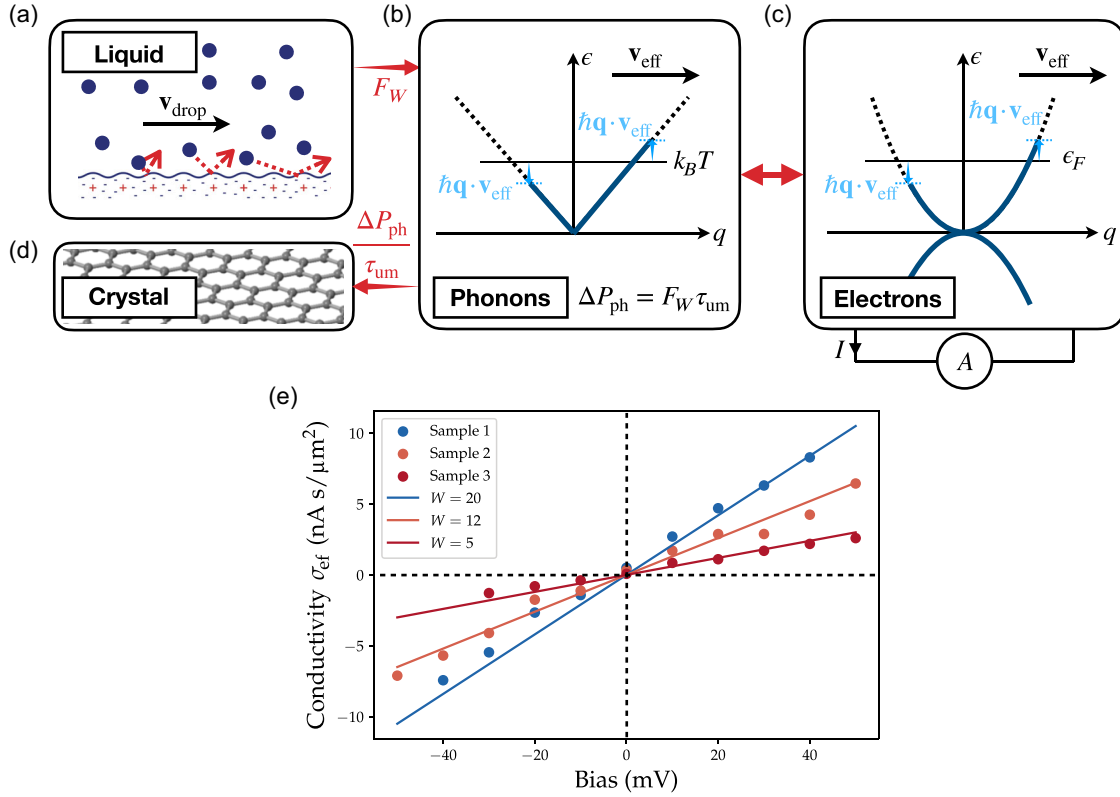 (a)
Liquid
v_drop
F_W
(b)
ϵ
v_eff
ħq · v_eff
k_BT
ħq · v_eff
q
Phonons
ΔP_ph = F_W τ_um
(c)
ϵ
v_eff
ħq · v_eff
ϵ_F
ħq · v_eff
q
Electrons
I
A
ΔP_ph
τ_um
(d)
Crystal
(e)
Conductivity σ_ef (nA s/μm²)
10
5
0
−5
−10
Sample 1
Sample 2
Sample 3
W = 20
W = 12
W = 5
−40
−20
0
20
40
Bias (mV)